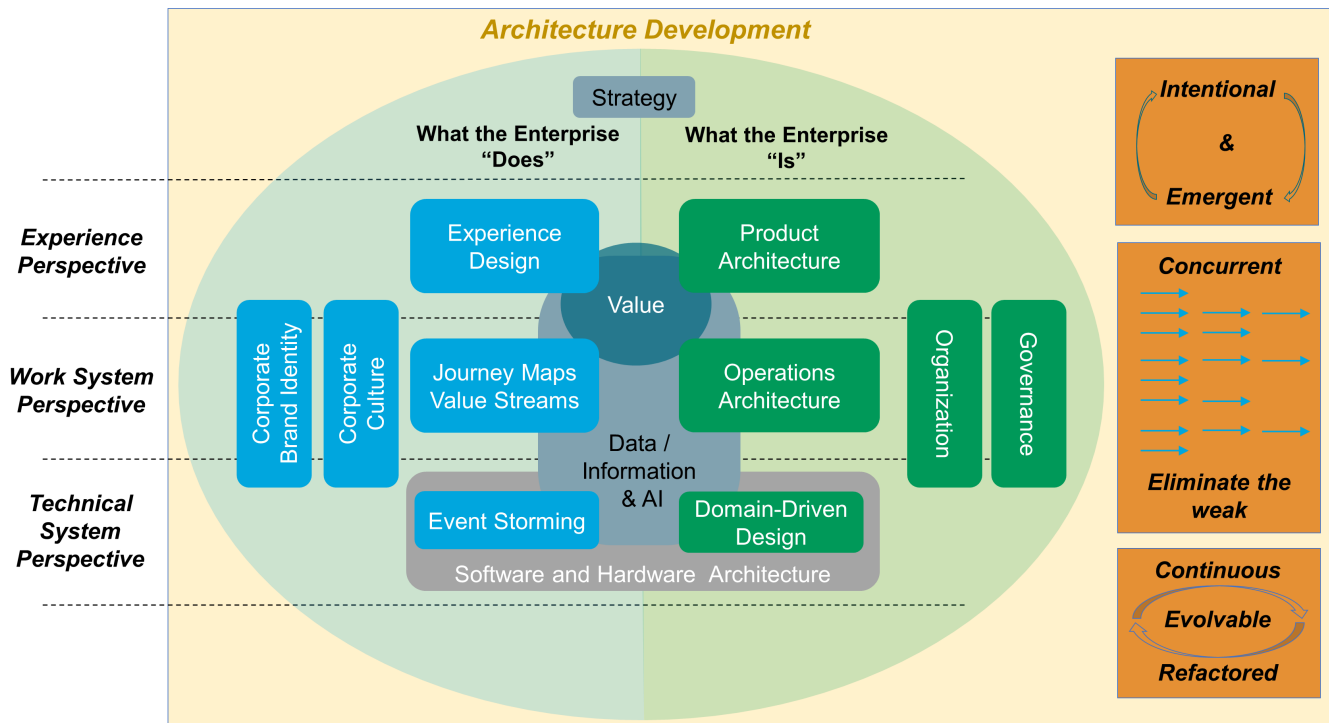 Architecture Development
Strategy
What the Enterprise
“Does”
What the Enterprise
“Is”
Experience
Perspective
Work System
Perspective
Technical
System
Perspective
Experience
Design
Product
Architecture
Value
Corporate
Brand Identity
Corporate
Culture
Journey Maps
Value Streams
Operations
Architecture
Organization
Governance
Data /
Information
& AI
Event Storming
Domain-Driven
Design
Software and Hardware Architecture
Intentional
&
Emergent
Concurrent
Eliminate the
weak
Continuous
Evolvable
Refactored